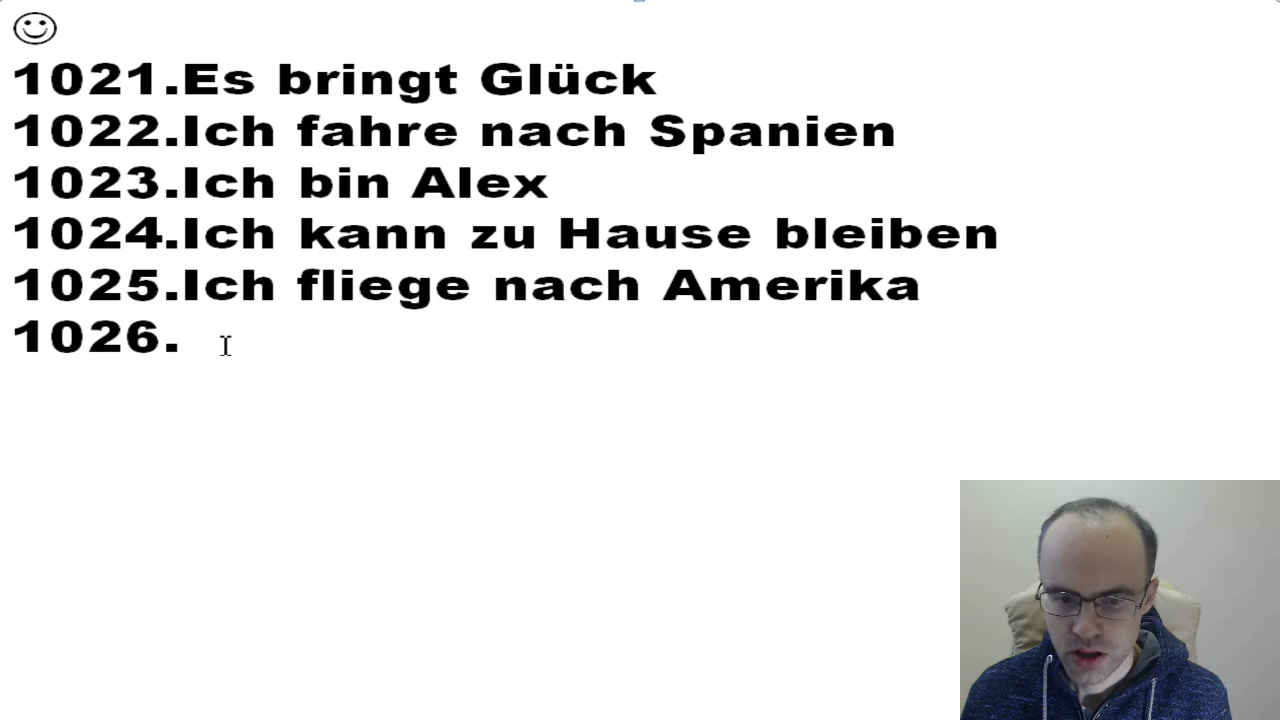 1021.Es bringt Glück
1022.Ich fahre nach Spanien
1023.Ich bin Alex
1024.Ich kann zu Hause bleiben
1025.Ich fliege nach Amerika
1026.